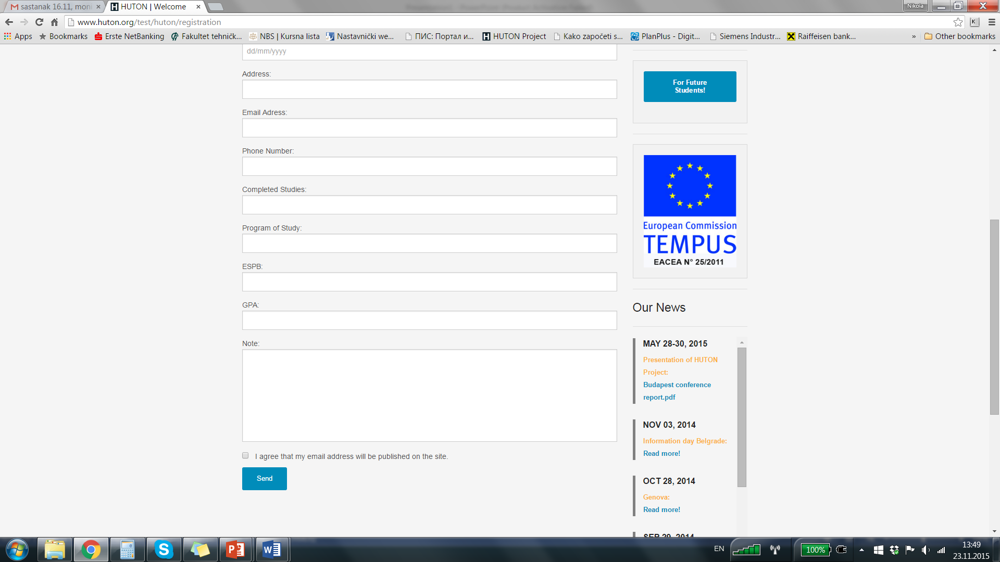 sastanak 16.11, moni
HUTON | Welcome
Nikola
www.huton.org/test/huton/registration
Apps
Bookmarks
Erste NetBanking
Fakultet tehničk...
NBS | Kursna lista
Nastavnički we...
ПИС: Портал и...
HUTON Project
Kako započeti s...
PlanPlus - Digit...
Siemens Industr...
Raiffeisen bank...
»
Other bookmarks
dd/mm/yyyy
Address:
Email Adress:
Phone Number:
Completed Studies:
Program of Study:
ESPB:
GPA:
Note:
I agree that my email address will be published on the site.
Send
For Future
Students!
European Commission
TEMPUS
EACEA N° 25/2011
Our News
MAY 28-30, 2015
Presentation of HUTON
Project:
Budapest conference
report.pdf
NOV 03, 2014
Information day Belgrade:
Read more!
OCT 28, 2014
Genova:
Read more!
SEP 29, 2014
EN
100%
13:49
23.11.2015